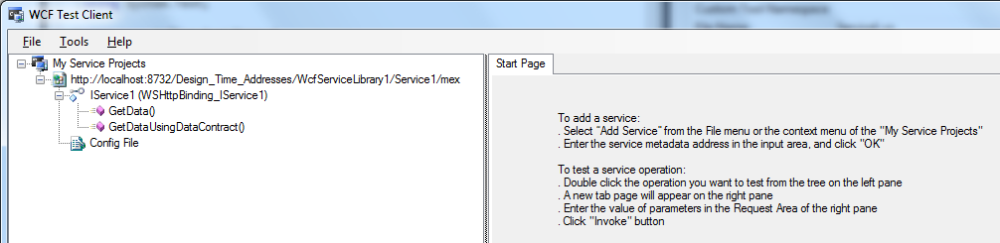 WCF Test Client
File Tools Help
My Service Projects
http://localhost:8732/Design_Time_Addresses/WcfServiceLibrary1/Service1/mex
IService1 (WSHttpBinding_IService1)
GetData()
GetDataUsingDataContract()
Config File
Start Page
To add a service:
. Select "Add Service" from the File menu or the context menu of the "My Service Projects"
. Enter the service metadata address in the input area, and click "OK"
To test a service operation:
. Double click the operation you want to test from the tree on the left pane
. A new tab page will appear on the right pane
. Enter the value of parameters in the Request Area of the right pane
. Click "Invoke" button